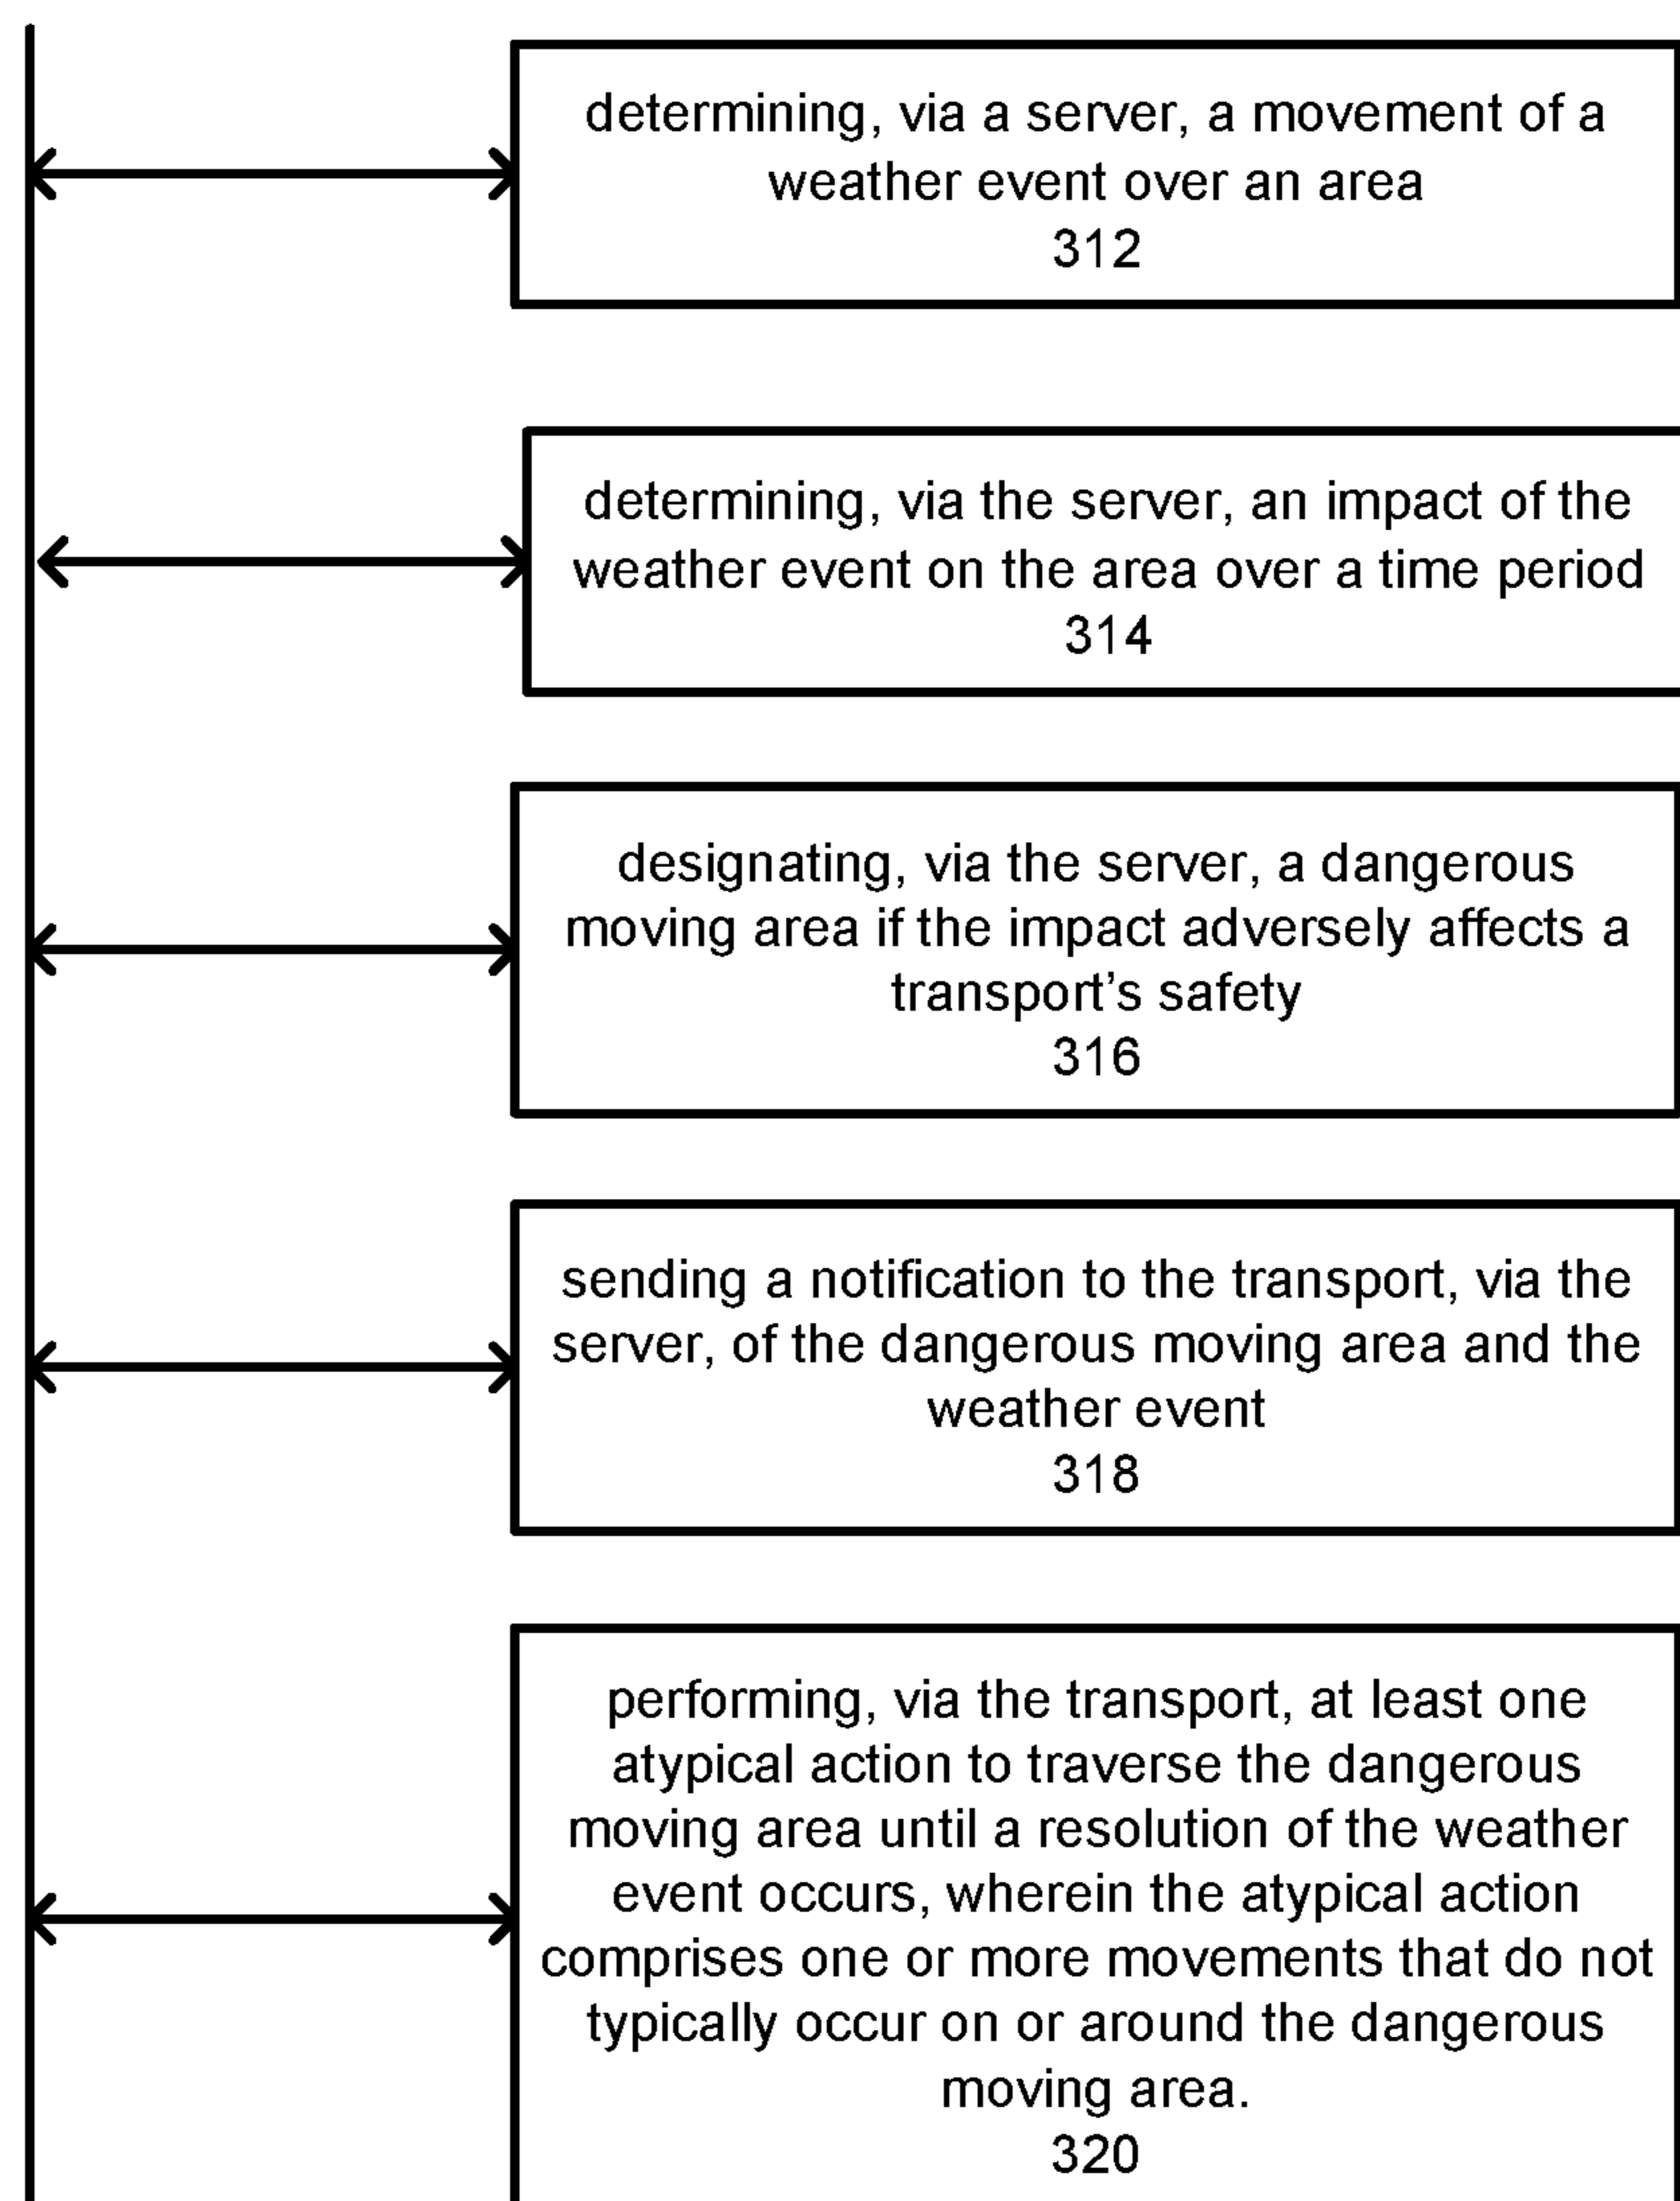 determining, via a server, a movement of a
weather event over an area
312
determining, via the server, an impact of the
weather event on the area over a time period
314
designating, via the server, a dangerous
moving area if the impact adversely affects a
transport’s safety
316
sending a notification to the transport, via the
server, of the dangerous moving area and the
weather event
318
performing, via the transport, at least one
atypical action to traverse the dangerous
moving area until a resolution of the weather
event occurs, wherein the atypical action
comprises one or more movements that do not
typically occur on or around the dangerous
moving area.
320